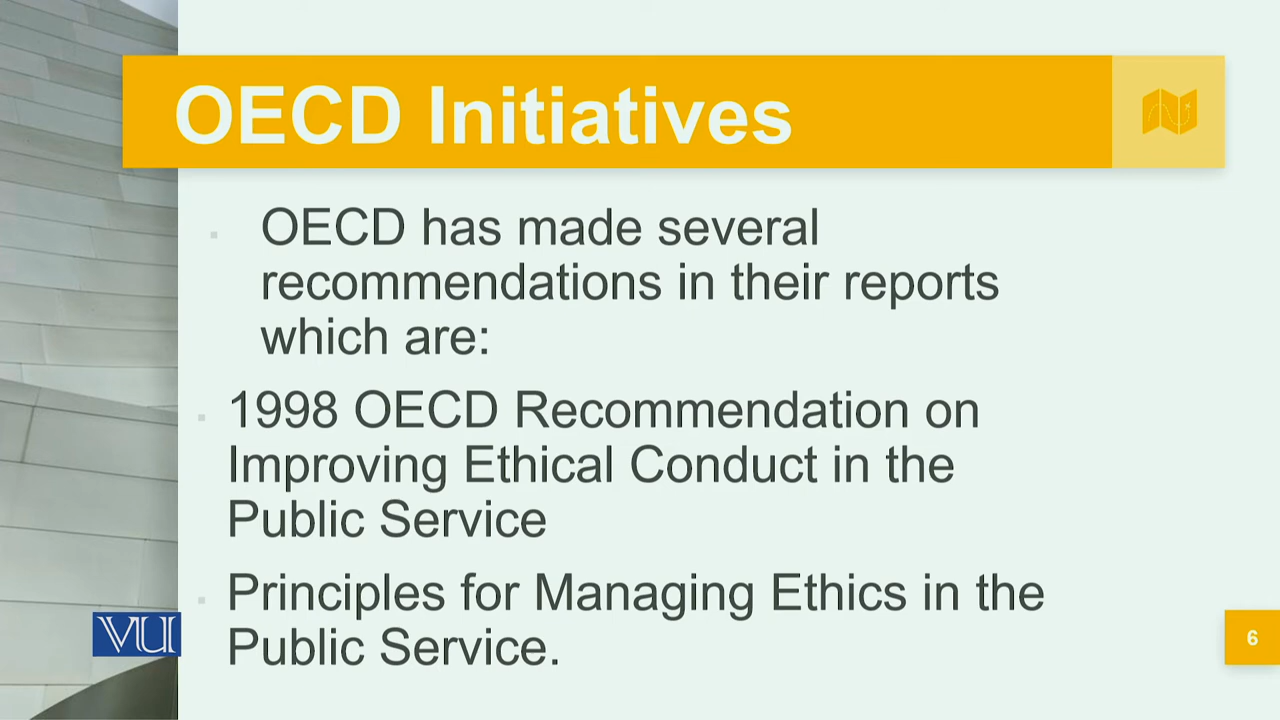 OECD Initiatives
OECD has made several
recommendations in their reports
which are:
1998 OECD Recommendation on
Improving Ethical Conduct in the
Public Service
Principles for Managing Ethics in the
Public Service.
VU
6